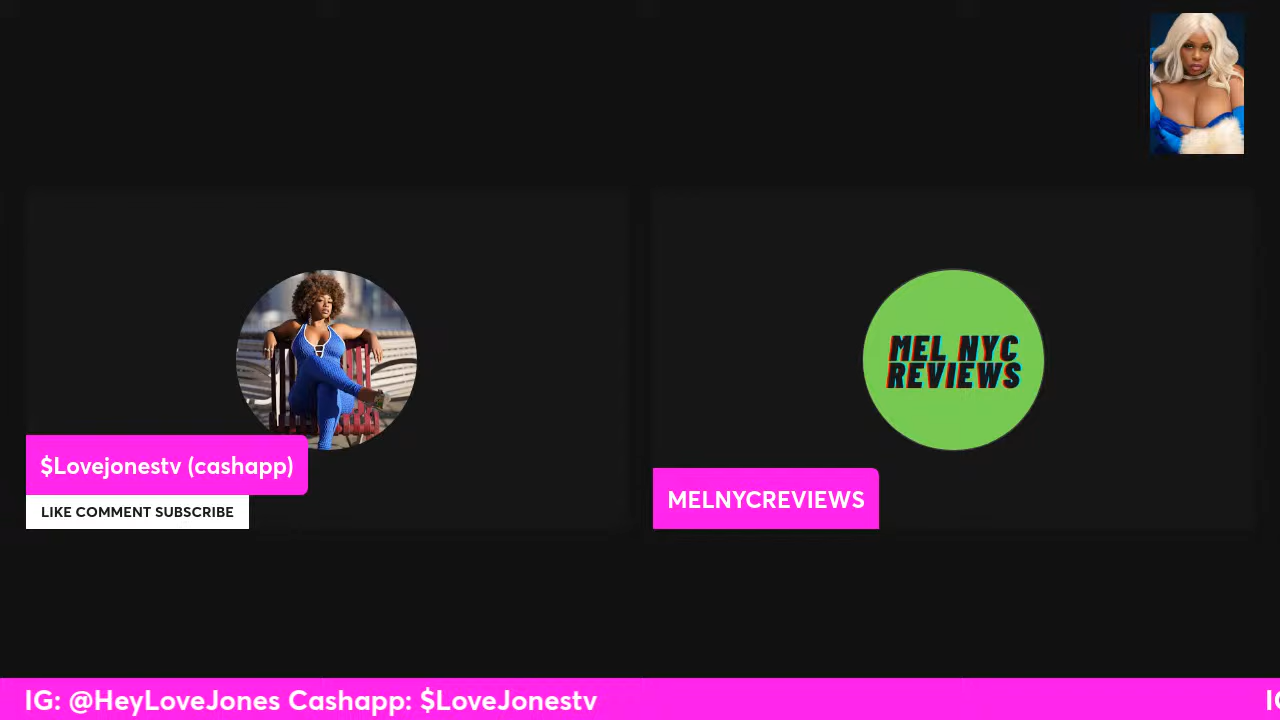 MEL NYC
REVIEWS
$Lovejonestv (cashapp)
LIKE COMMENT SUBSCRIBE
MELNYCREVIEWS
IG: @HeyLoveJones Cashapp: $LoveJonestv